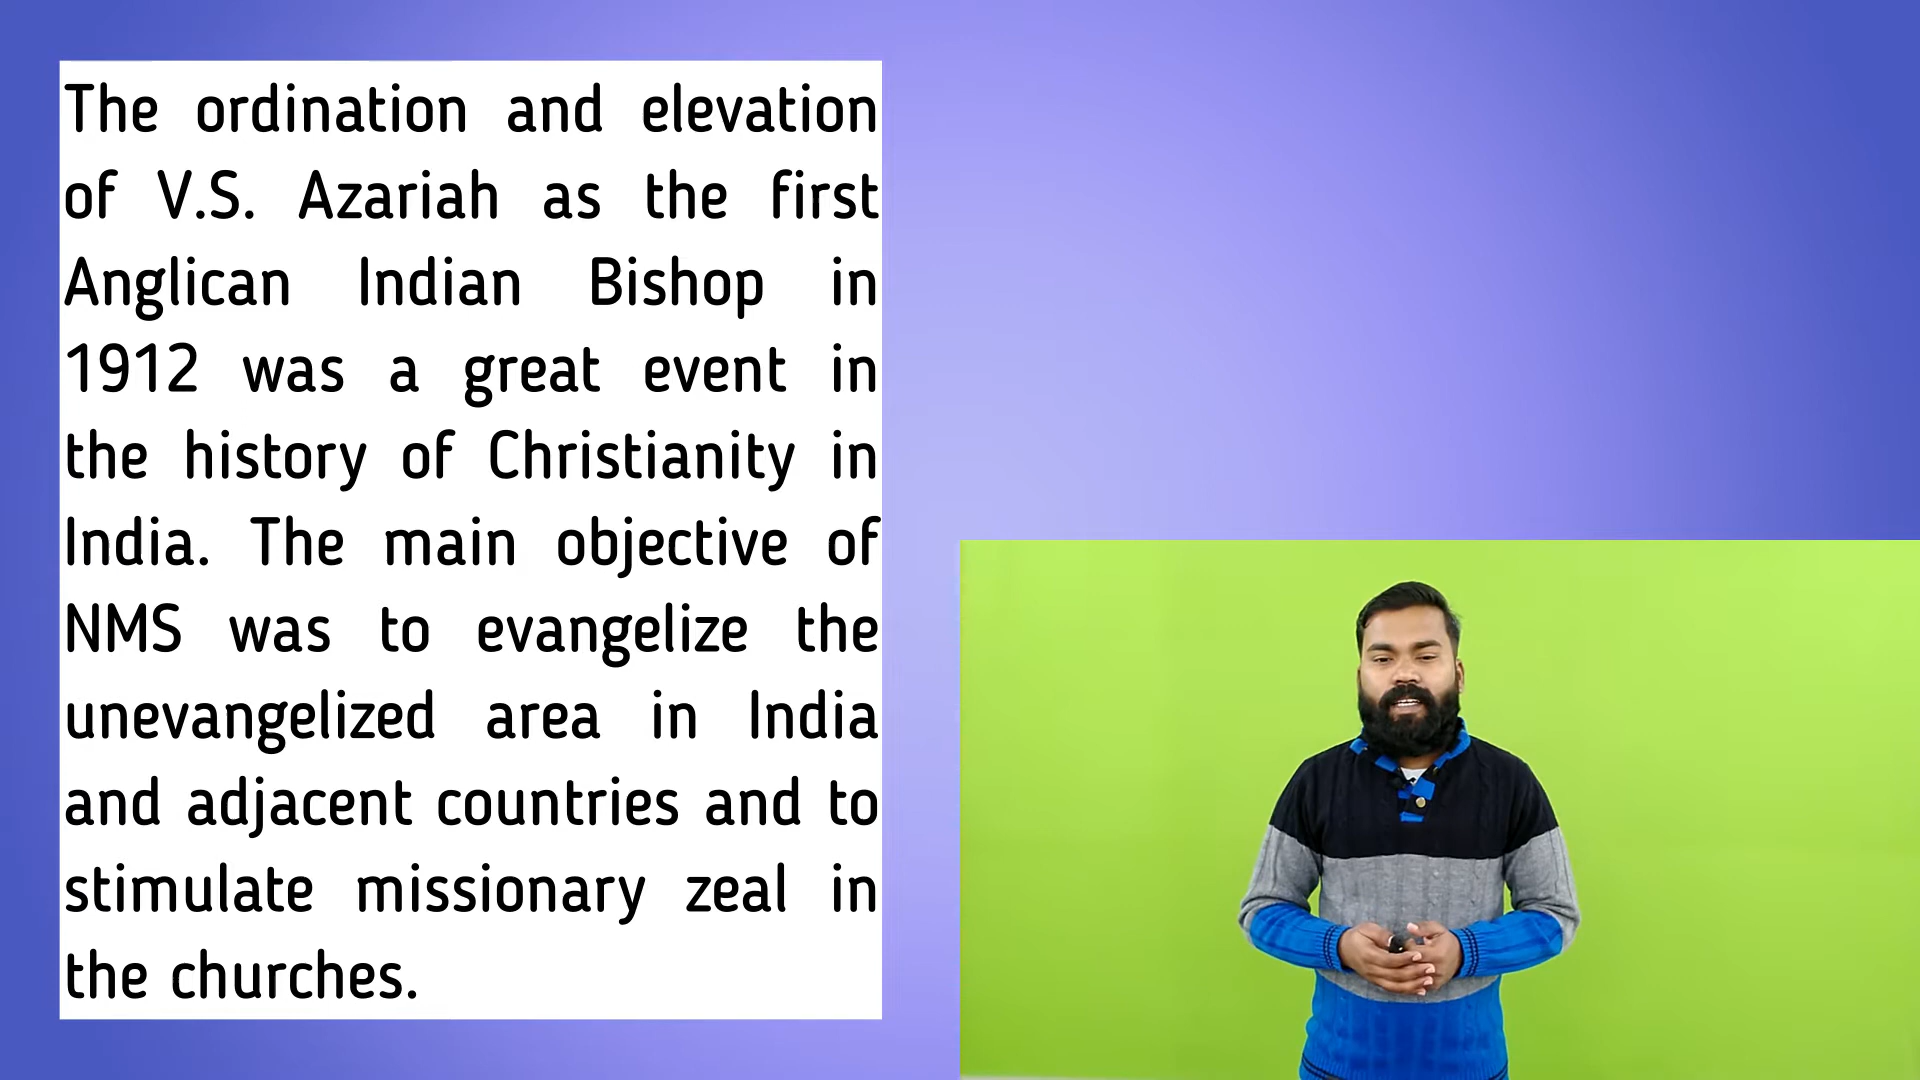 The ordination and elevation
of V.S. Azariah as the first
Anglican Indian Bishop in
1912 was a great event in
the history of Christianity in
India. The main objective of
NMS was to evangelize the
unevangelized area in India
and adjacent countries and to
stimulate missionary zeal in
the churches.